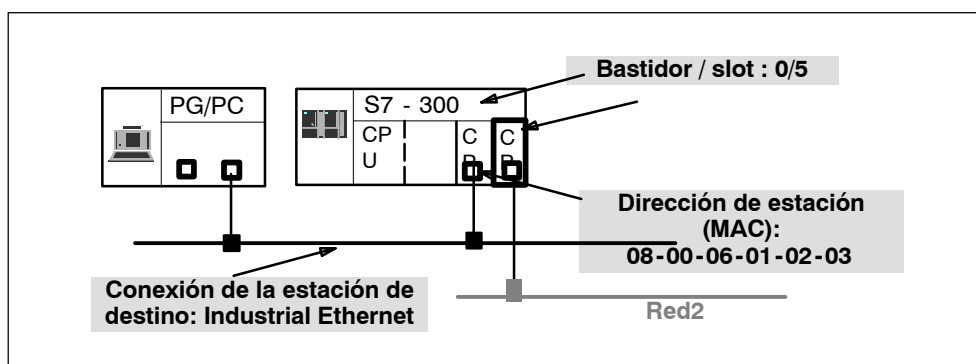 Bastidor / slot : 0/5
PG/PC
S7 - 300
CP
U
C
P
C
P
Dirección de estación
(MAC):
08-00-06-01-02-03
Conexión de la estación de
destino: Industrial Ethernet
Red2